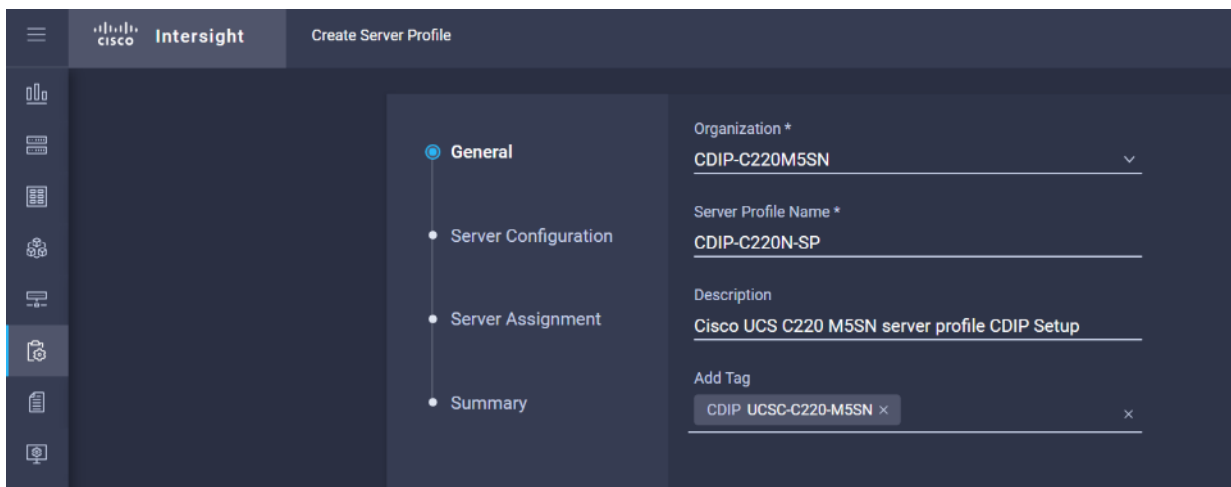 cisco Intersight Create Server Profile
General
Server Configuration
Server Assignment
Summary
Organization *
CDIP-C220M5SN
Server Profile Name *
CDIP-C220N-SP
Description
Cisco UCS C220 M5SN server profile CDIP Setup
Add Tag
CDIP UCSC-C220-M5SN ×